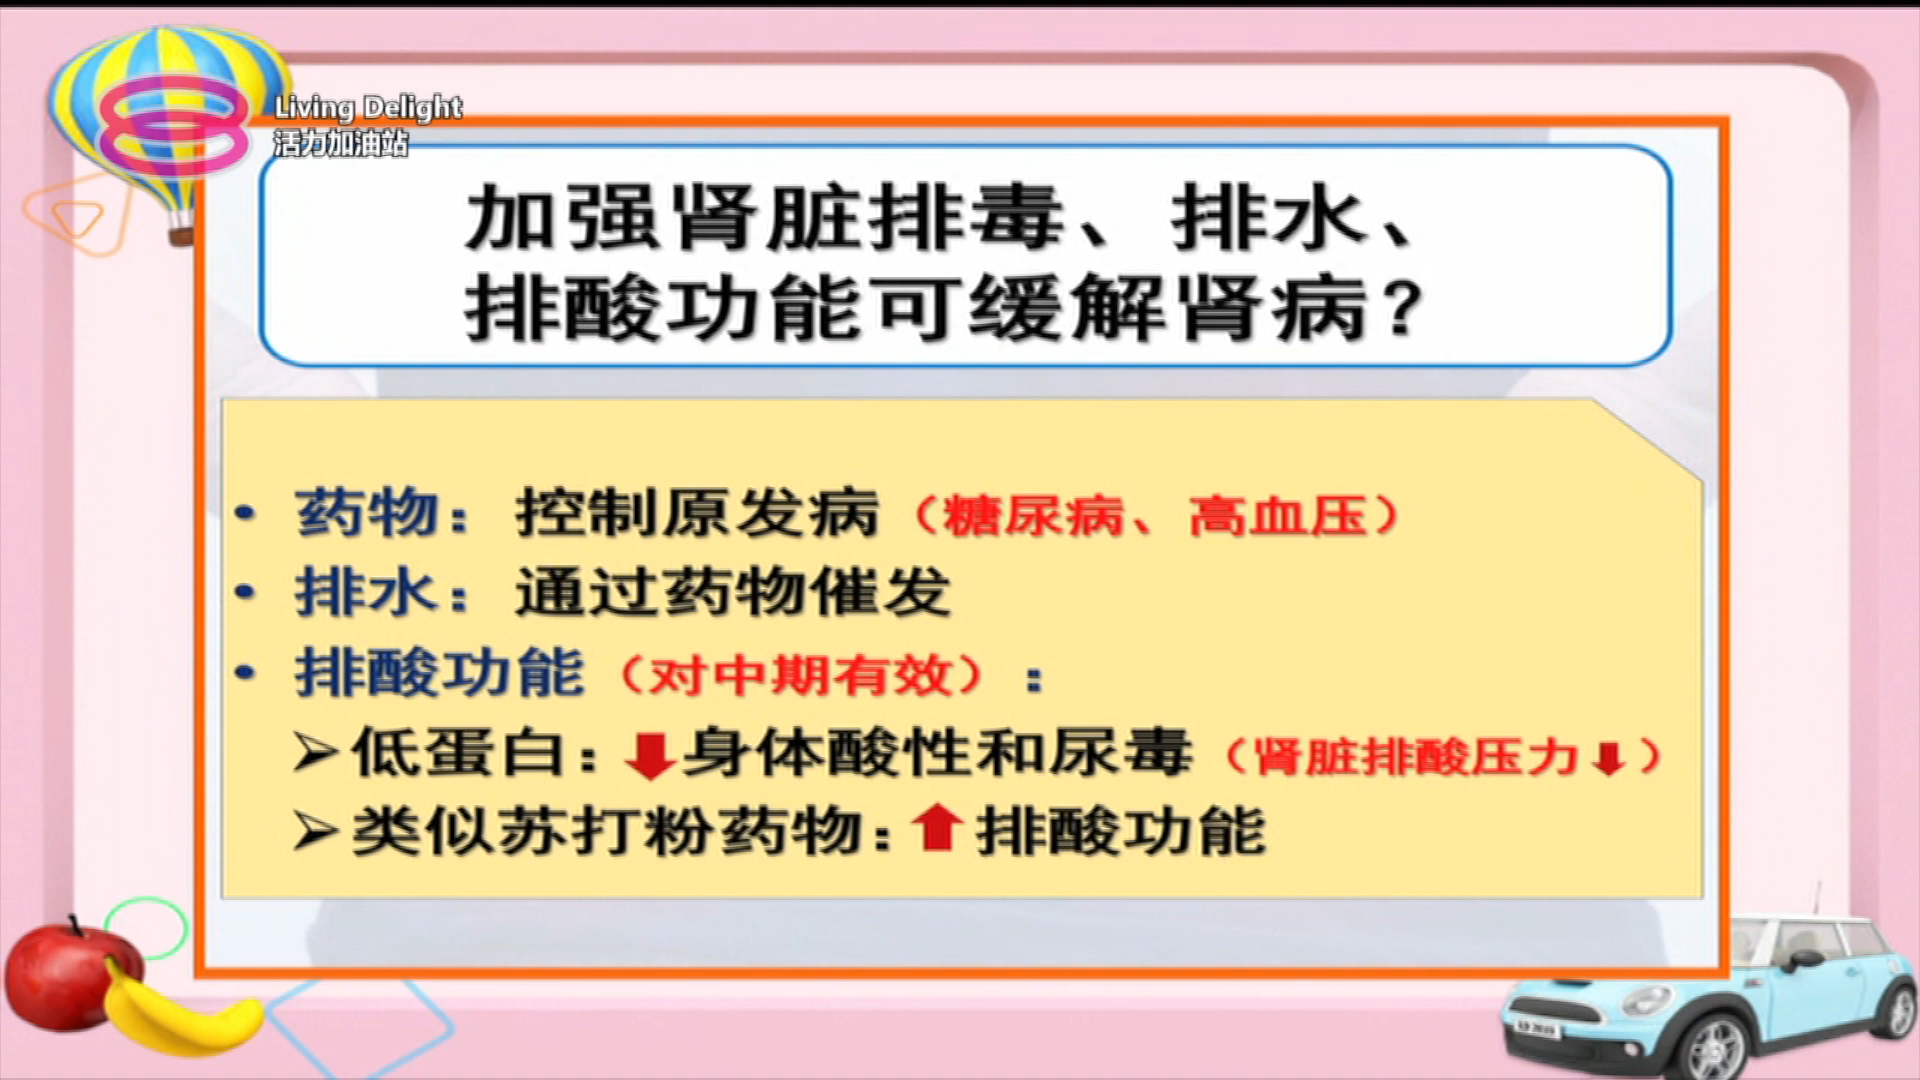 Living Delight
活力加油站
加强肾脏排毒、排水、
排酸功能可缓解肾病?
• 药物：控制原发病（糖尿病、高血压）
• 排水：通过药物催发
• 排酸功能（对中期有效）：
➢低蛋白：⬇身体酸性和尿毒（肾脏排酸压力⬇）
➢类似苏打粉药物：⬆排酸功能